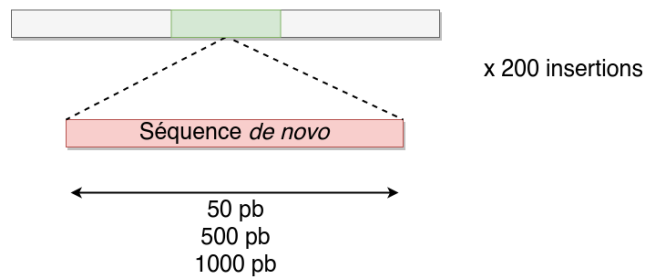 x 200 insertions
Séquence de novo
50 pb
500 pb
1000 pb